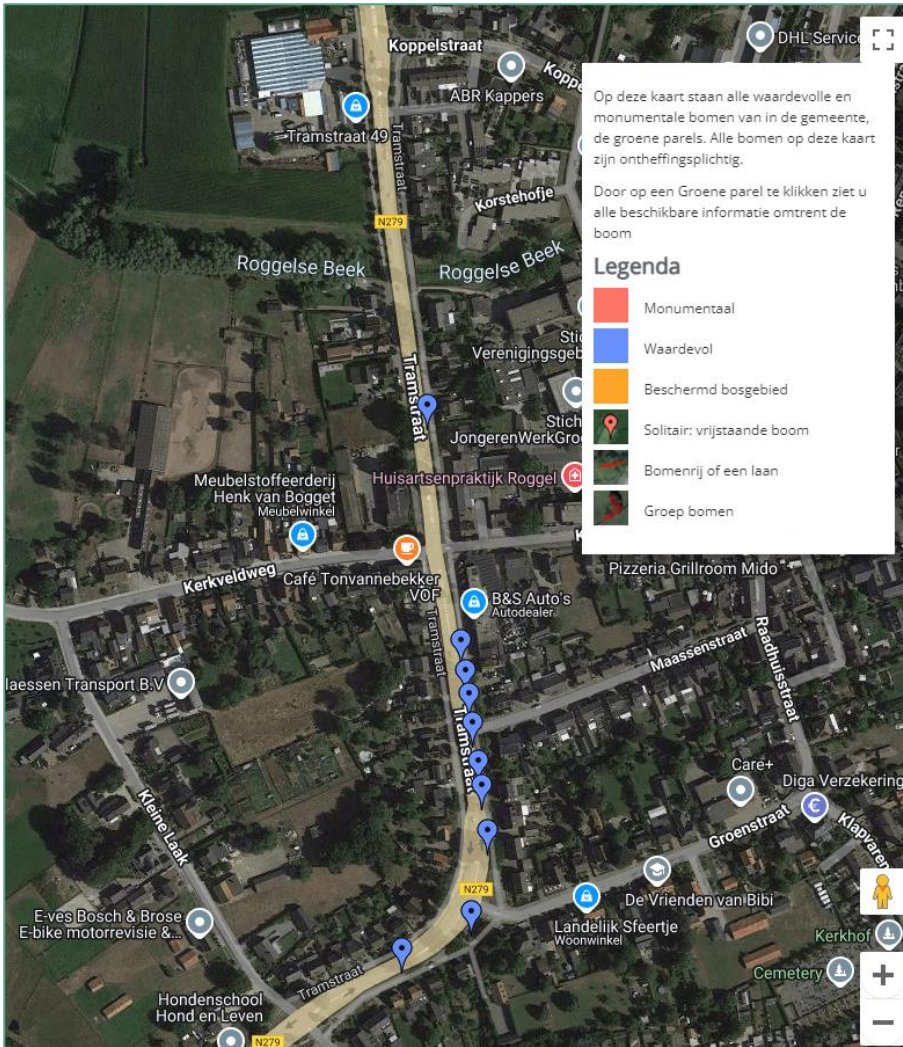 Koppelstraat
DHL Service
ABR Kappers
Tramstraat 49
Tramstraat
Korstehofje
N279
Roggelse Beek
Roggelse Beek
Tramstraat
Verenigingsgeb
Stich
JongerenWerkGro
Huisartsenpraktijk Roggel
Meubelstoffeerderij
Henk van Bogget
Meubelwinkel
Kerkveldweg
Café Tonvannebekker
VOF
Pizzeria Grillroom Mido
B&S Auto's
Autodealer
Tramstraat
Maassenstraat
Raadhuisstraat
laessen Transport B.V
Tramstraat
Care+
Diga Verzekering
Kleine Laak
Groenstraat
Klapvaren
N279
De Vrienden van Bibi
E-ves Bosch & Brose
E-bike motorrevisie &...
Landelijk Sfeertje
Woonwinkel
Kerkhof
Tramstraat
Cemetery
Hondenschool
Hond en Leven
N279
Op deze kaart staan alle waardevolle en
monumentale bomen van in de gemeente,
de groene parels. Alle bomen op deze kaart
zijn ontheffingsplichtig.
Door op een Groene parel te klikken ziet u
alle beschikbare informatie omtrent de
boom
Legenda
Monumentaal
Waardevol
Beschermd bosgebied
Solitair: vrijstaande boom
Bomenrij of een laan
Groep bomen